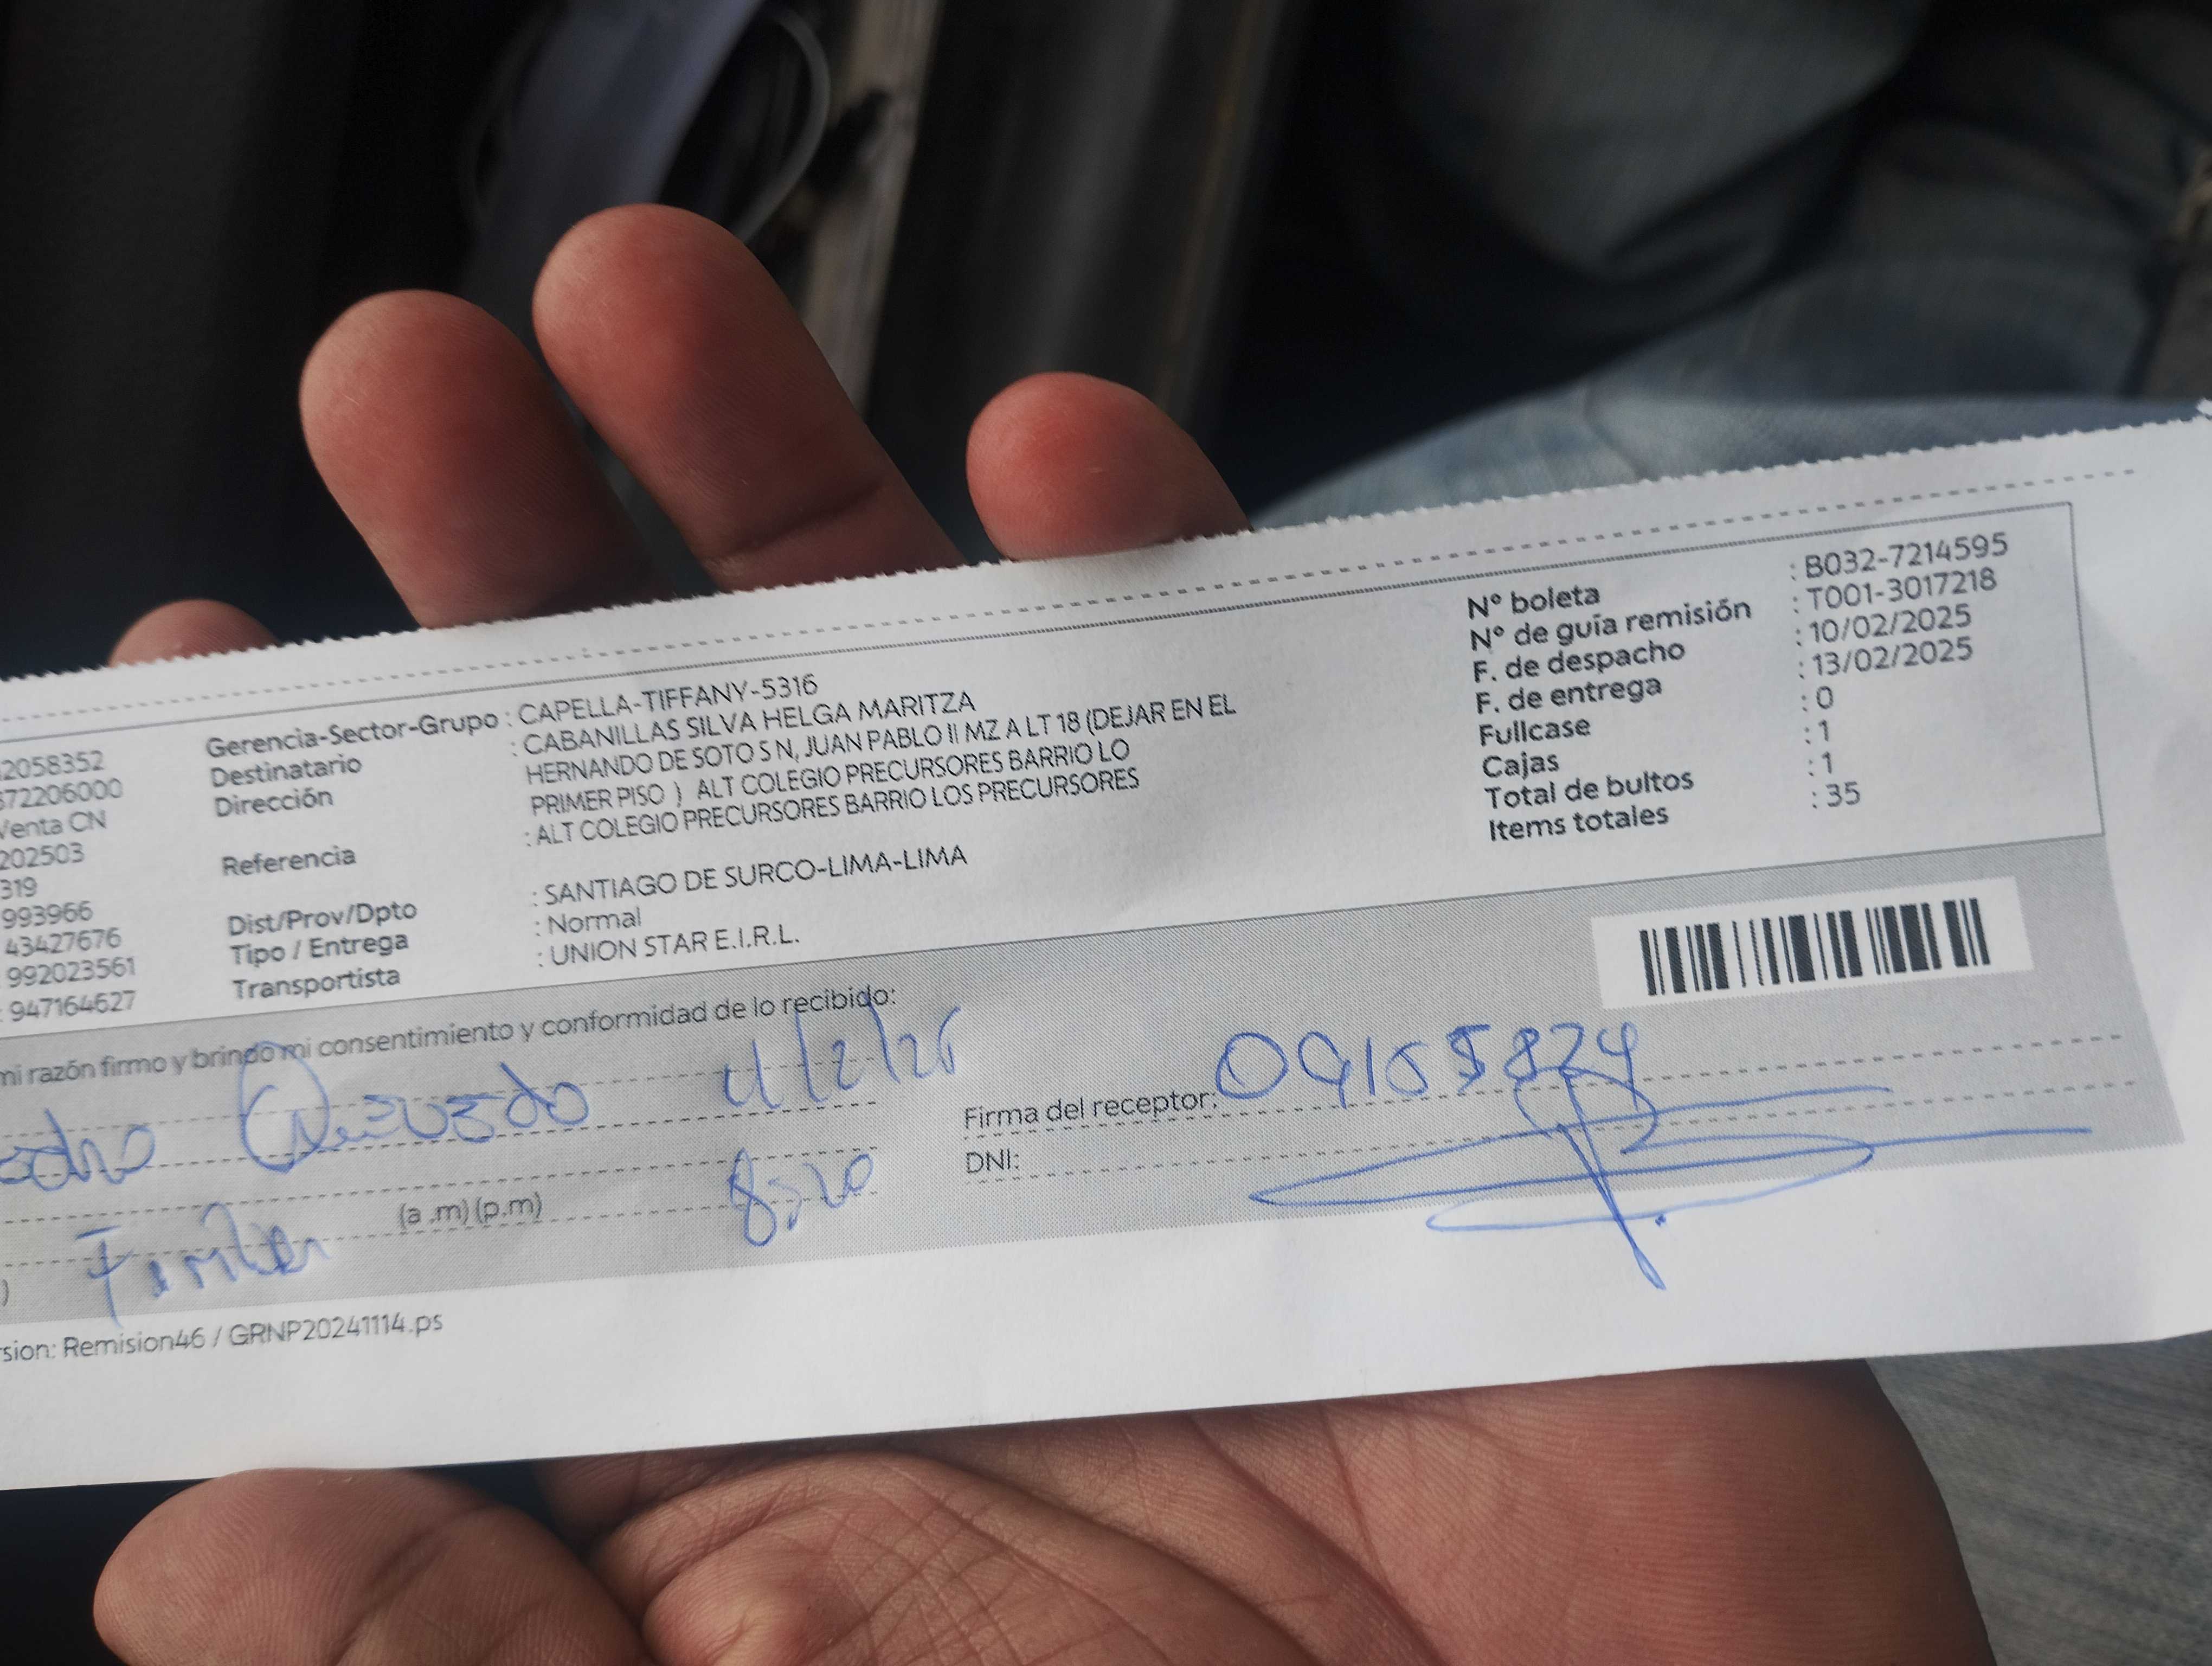 2058352
672206000
Venta CN
202503
319
993966
43427676
992023561
: 947164627
Gerencia-Sector-Grupo : CAPELLA-TIFFANY-5316
Destinatario : CABANILLAS SILVA HELGA MARITZA
Dirección HERNANDO DE SOTO S N, JUAN PABLO II MZ A LT 18 (DEJAR EN EL
PRIMER PISO ) ALT COLEGIO PRECURSORES BARRIO LO
Referencia : ALT COLEGIO PRECURSORES BARRIO LOS PRECURSORES
Dist/Prov/Dpto : SANTIAGO DE SURCO-LIMA-LIMA
Tipo / Entrega : Normal
Transportista : UNION STAR E.I.R.L.
N° boleta : B032-7214595
N° de guía remisión : T001-3017218
F. de despacho : 10/02/2025
F. de entrega : 13/02/2025
Fullcase : 0
Cajas : 1
Total de bultos : 1
Items totales : 35
mi razón firmo y brindo mi consentimiento y conformidad de lo recibido:
Quevedo
Firma del receptor:
DNI:
(a .m) (p.m)
)
rsion: Remision46 / GRNP20241114.ps